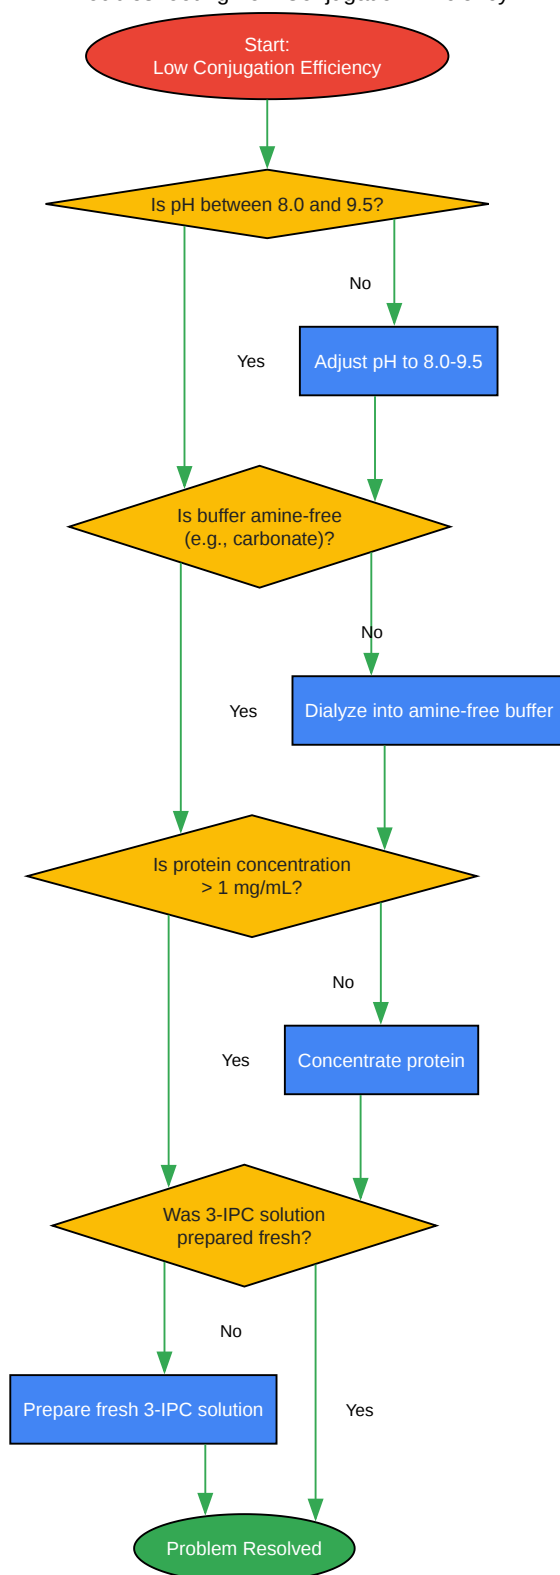 Start:
Low Conjugation Efficiency
Is pH between 8.0 and 9.5?
No
Yes
Adjust pH to 8.0-9.5
Is buffer amine-free
(e.g., carbonate)?
No
Yes
Dialyze into amine-free buffer
Is protein concentration
> 1 mg/mL?
No
Yes
Concentrate protein
Was 3-IPC solution
prepared fresh?
No
Prepare fresh 3-IPC solution
Yes
Problem Resolved